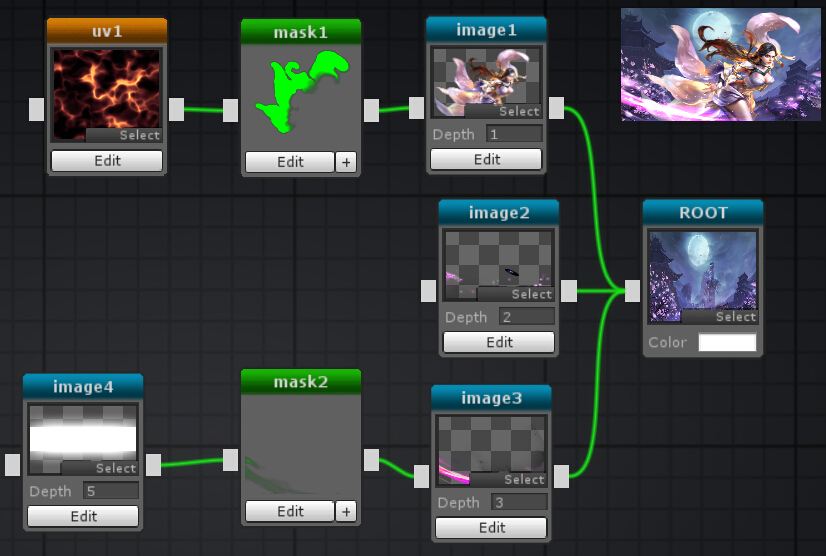 uv1
Select
Edit
mask1
Edit +
image1
Select
Depth 1
Edit
image2
Select
Depth 2
Edit
ROOT
Select
Color
image4
Select
Depth 5
Edit
mask2
Edit +
image3
Select
Depth 3
Edit